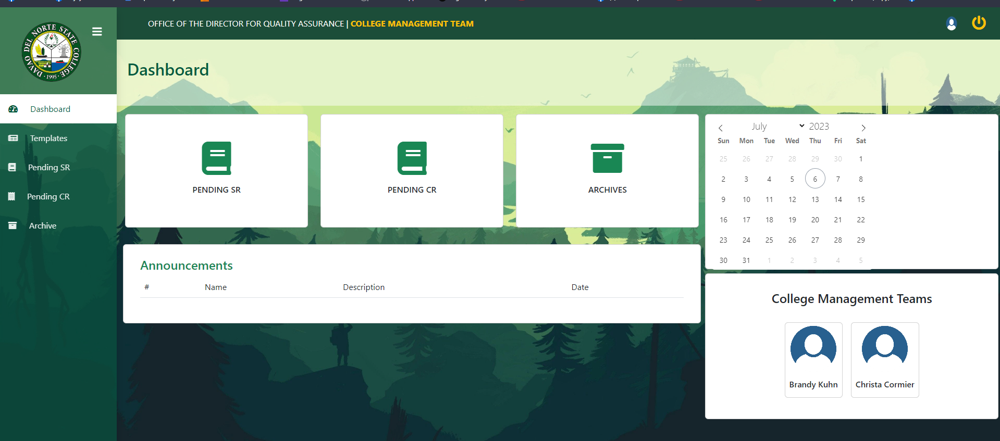 DAVAO DEL NORTE STATE COLLEGE
· 1995 ·
OFFICE OF THE DIRECTOR FOR QUALITY ASSURANCE | COLLEGE MANAGEMENT TEAM
Dashboard
Templates
Pending SR
Pending CR
Archive
Dashboard
PENDING SR
PENDING CR
ARCHIVES
July 2023
Sun Mon Tue Wed Thu Fri Sat
25 26 27 28 29 30 1
2 3 4 5 6 7 8
9 10 11 12 13 14 15
16 17 18 19 20 21 22
23 24 25 26 27 28 29
30 31 1 2 3 4 5
Announcements
# Name Description Date
College Management Teams
Brandy Kuhn
Christa Cormier